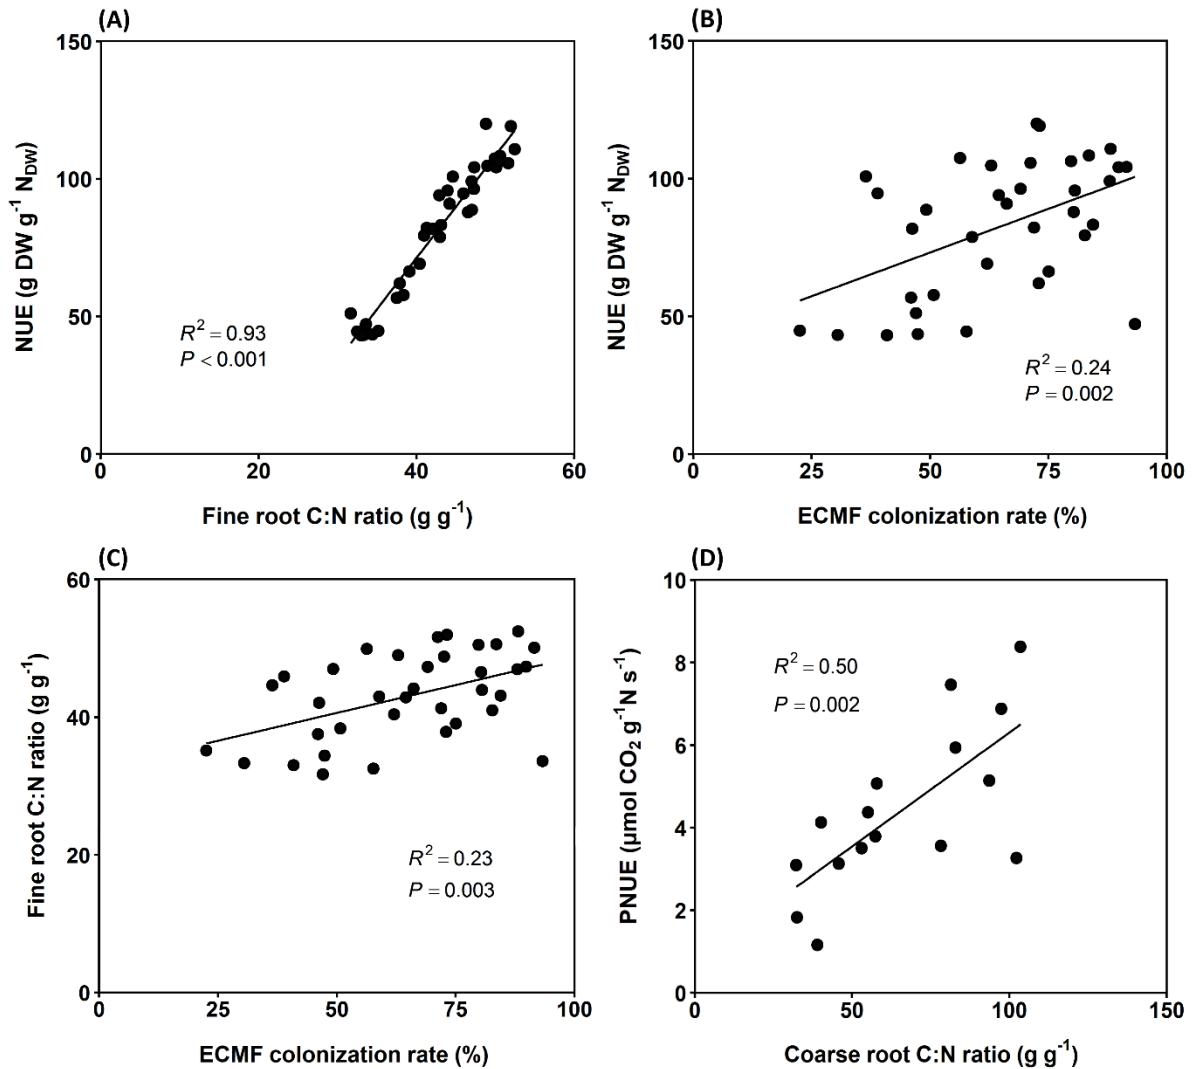 (A)
150
100
50
0
NUE (g DW g⁻¹ N_DW)
R² = 0.93
P < 0.001
0 20 40 60
Fine root C:N ratio (g g⁻¹)
(B)
150
100
50
0
NUE (g DW g⁻¹ N_DW)
R² = 0.24
P = 0.002
0 25 50 75 100
ECMF colonization rate (%)
(C)
60
40
20
0
Fine root C:N ratio (g g⁻¹)
R² = 0.23
P = 0.003
0 25 50 75 100
ECMF colonization rate (%)
(D)
10
8
6
4
2
0
PNUE (μmol CO₂ g⁻¹N s⁻¹)
R² = 0.50
P = 0.002
0 50 100 150
Coarse root C:N ratio (g g⁻¹)